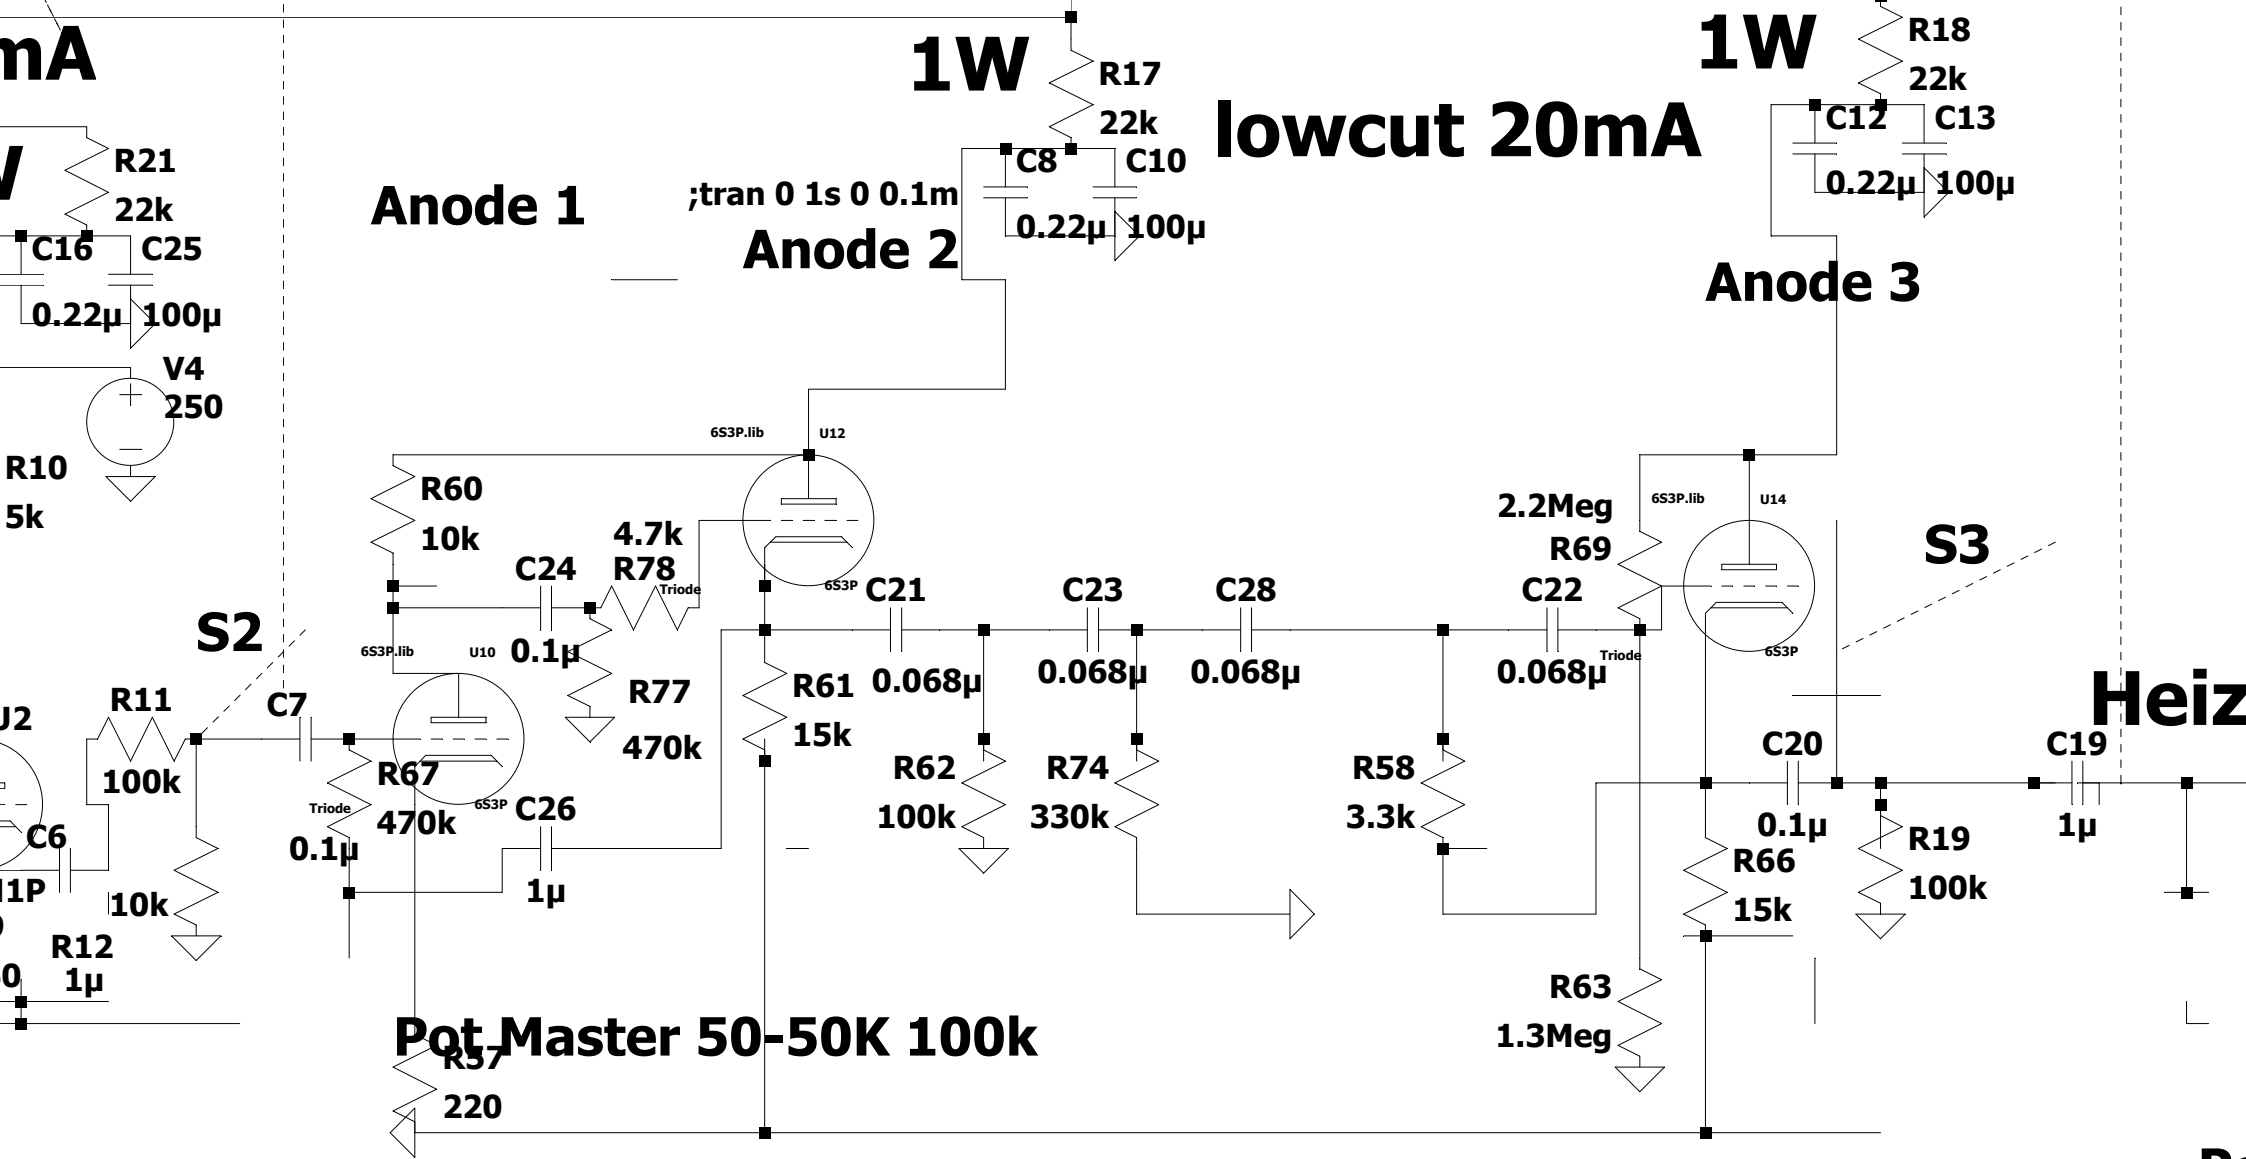 mA
1W
R17
22k
1W
R18
22k
lowcut 20mA
C12
C13
0.22µ
100µ
R21
22k
C8
C10
0.22µ
100µ
Anode 1
;tran 0 1s 0 0.1m
Anode 2
Anode 3
C16
C25
0.22µ
100µ
V4
250
R10
5k
6S3P.lib
U12
R60
10k
4.7k
R78
Triode
C24
0.1µ
6S3P
2.2Meg
R69
6S3P.lib
U14
S3
C21
0.068µ
C23
0.068µ
C28
0.068µ
C22
0.068µ
Triode
6S3P
S2
6S3P.lib
U10
R77
470k
R61
15k
Heiz
R11
100k
C7
R67
470k
Triode
0.1µ
6S3P
C26
1µ
R62
100k
R74
330k
R58
3.3k
C20
0.1µ
C19
1µ
U2
C6
1P
10k
R12
1µ
0
R66
15k
R19
100k
R63
1.3Meg
Pot Master 50-50K 100k
R57
220